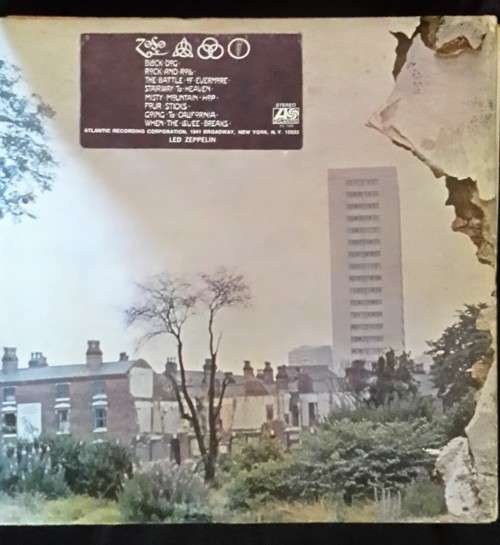 BLACK·DOG·
ROCK·AND·ROLL·
THE·BATTLE·OF·EVERMORE·
STAIRWAY·TO·HEAVEN·
MISTY·MOUNTAIN·HOP·
FOUR·STICKS·
GOING·TO·CALIFORNIA·
WHEN·THE·LEVEE·BREAKS·
STEREO
ATLANTIC RECORDING CORPORATION, 1841 BROADWAY, NEW YORK, N. Y. 10023
LED ZEPPELIN